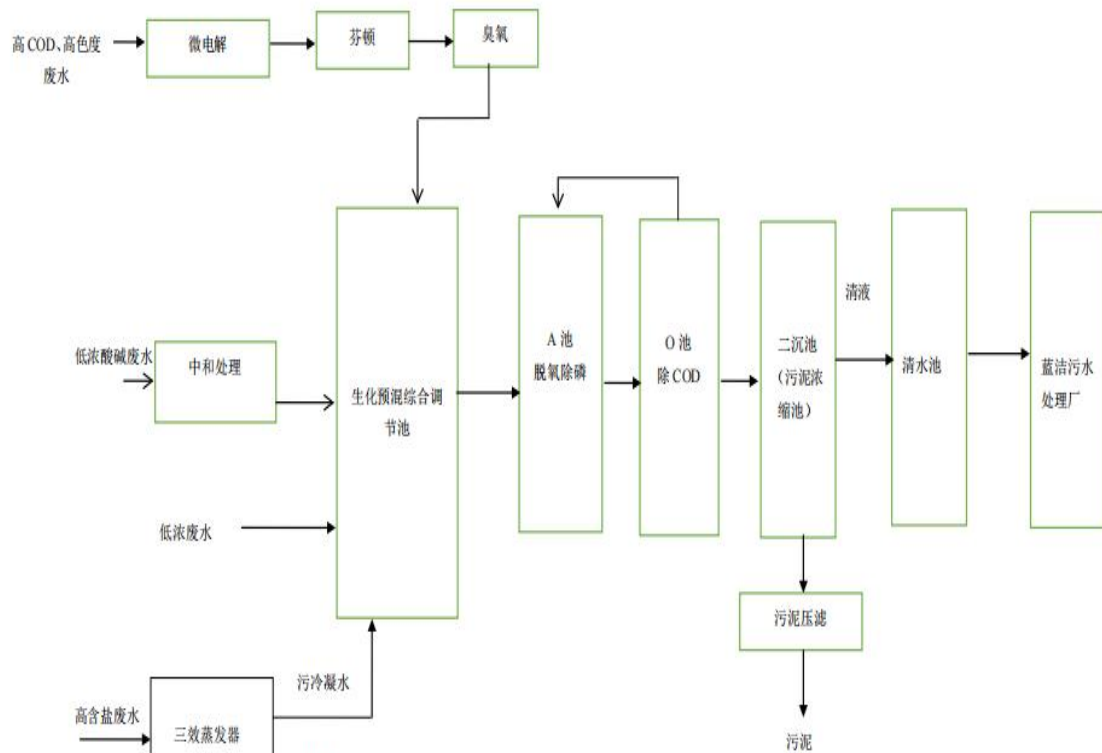 高COD、高色度
废水
微电解
芬顿
臭氧
低浓酸碱废水
中和处理
生化预混综合调
节池
A 池
脱氧除磷
O 池
除COD
二沉池
（污泥浓
缩池）
清液
清水池
蓝洁污水
处理厂
低浓废水
污泥压滤
污泥
高含盐废水
三效蒸发器
污冷凝水